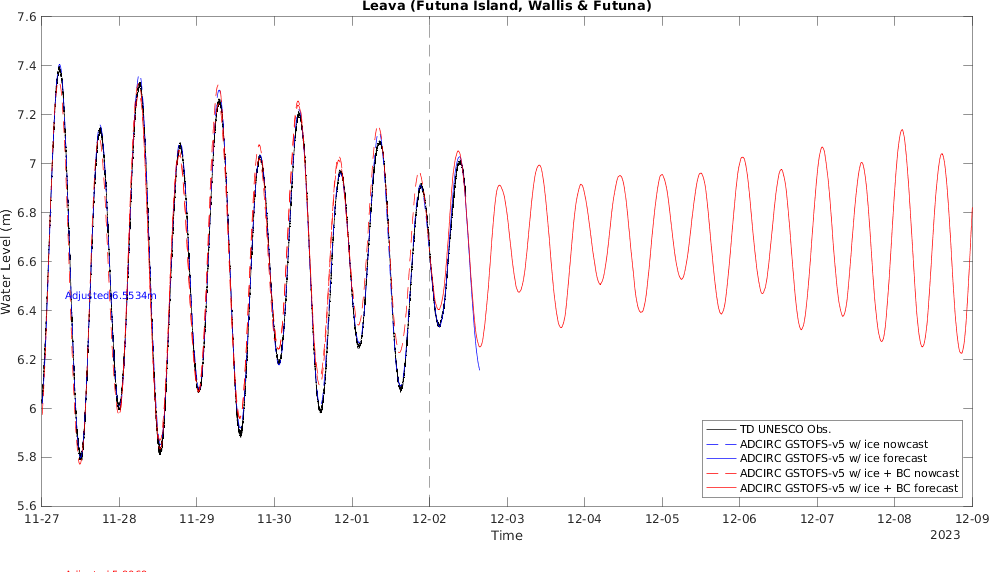 Leava (Futuna Island, Wallis & Futuna)
7.6
7.4
7.2
7
6.8
6.6
6.4
6.2
6
5.8
5.6
Water Level (m)
Adjusted 6.5534m
TD UNESCO Obs.
ADCIRC GSTOFS-v5 w/ ice nowcast
ADCIRC GSTOFS-v5 w/ ice forecast
ADCIRC GSTOFS-v5 w/ ice + BC nowcast
ADCIRC GSTOFS-v5 w/ ice + BC forecast
11-27 11-28 11-29 11-30 12-01 12-02 12-03 12-04 12-05 12-06 12-07 12-08 12-09
Time
2023